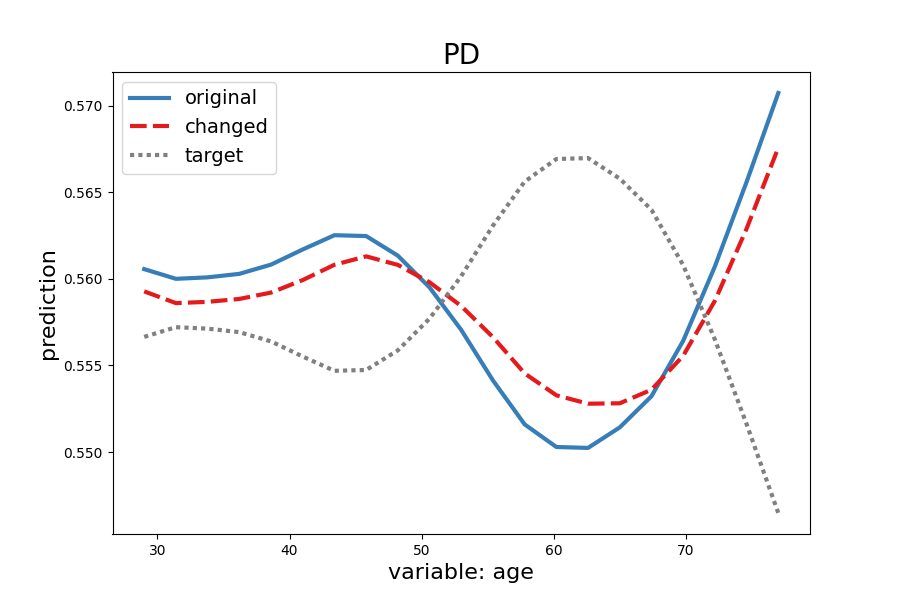 PD
original
changed
target
0.570
0.565
0.560
0.555
0.550
prediction
30 40 50 60 70
variable: age